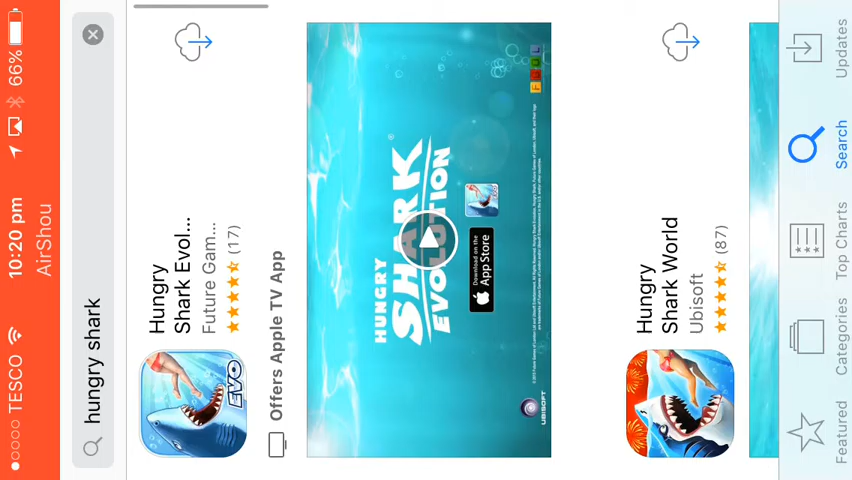 TESCO 10:20 pm 66%
AirShou
hungry shark
Hungry
Shark Evol...
Future Gam...
(17)
Offers Apple TV App
HUNGRY
SHARK
EVOLUTION
Download on the
App Store
UBISOFT
FULL
EVO
Hungry
Shark World
Ubisoft
(87)
Featured
Categories
Top Charts
Search
Updates